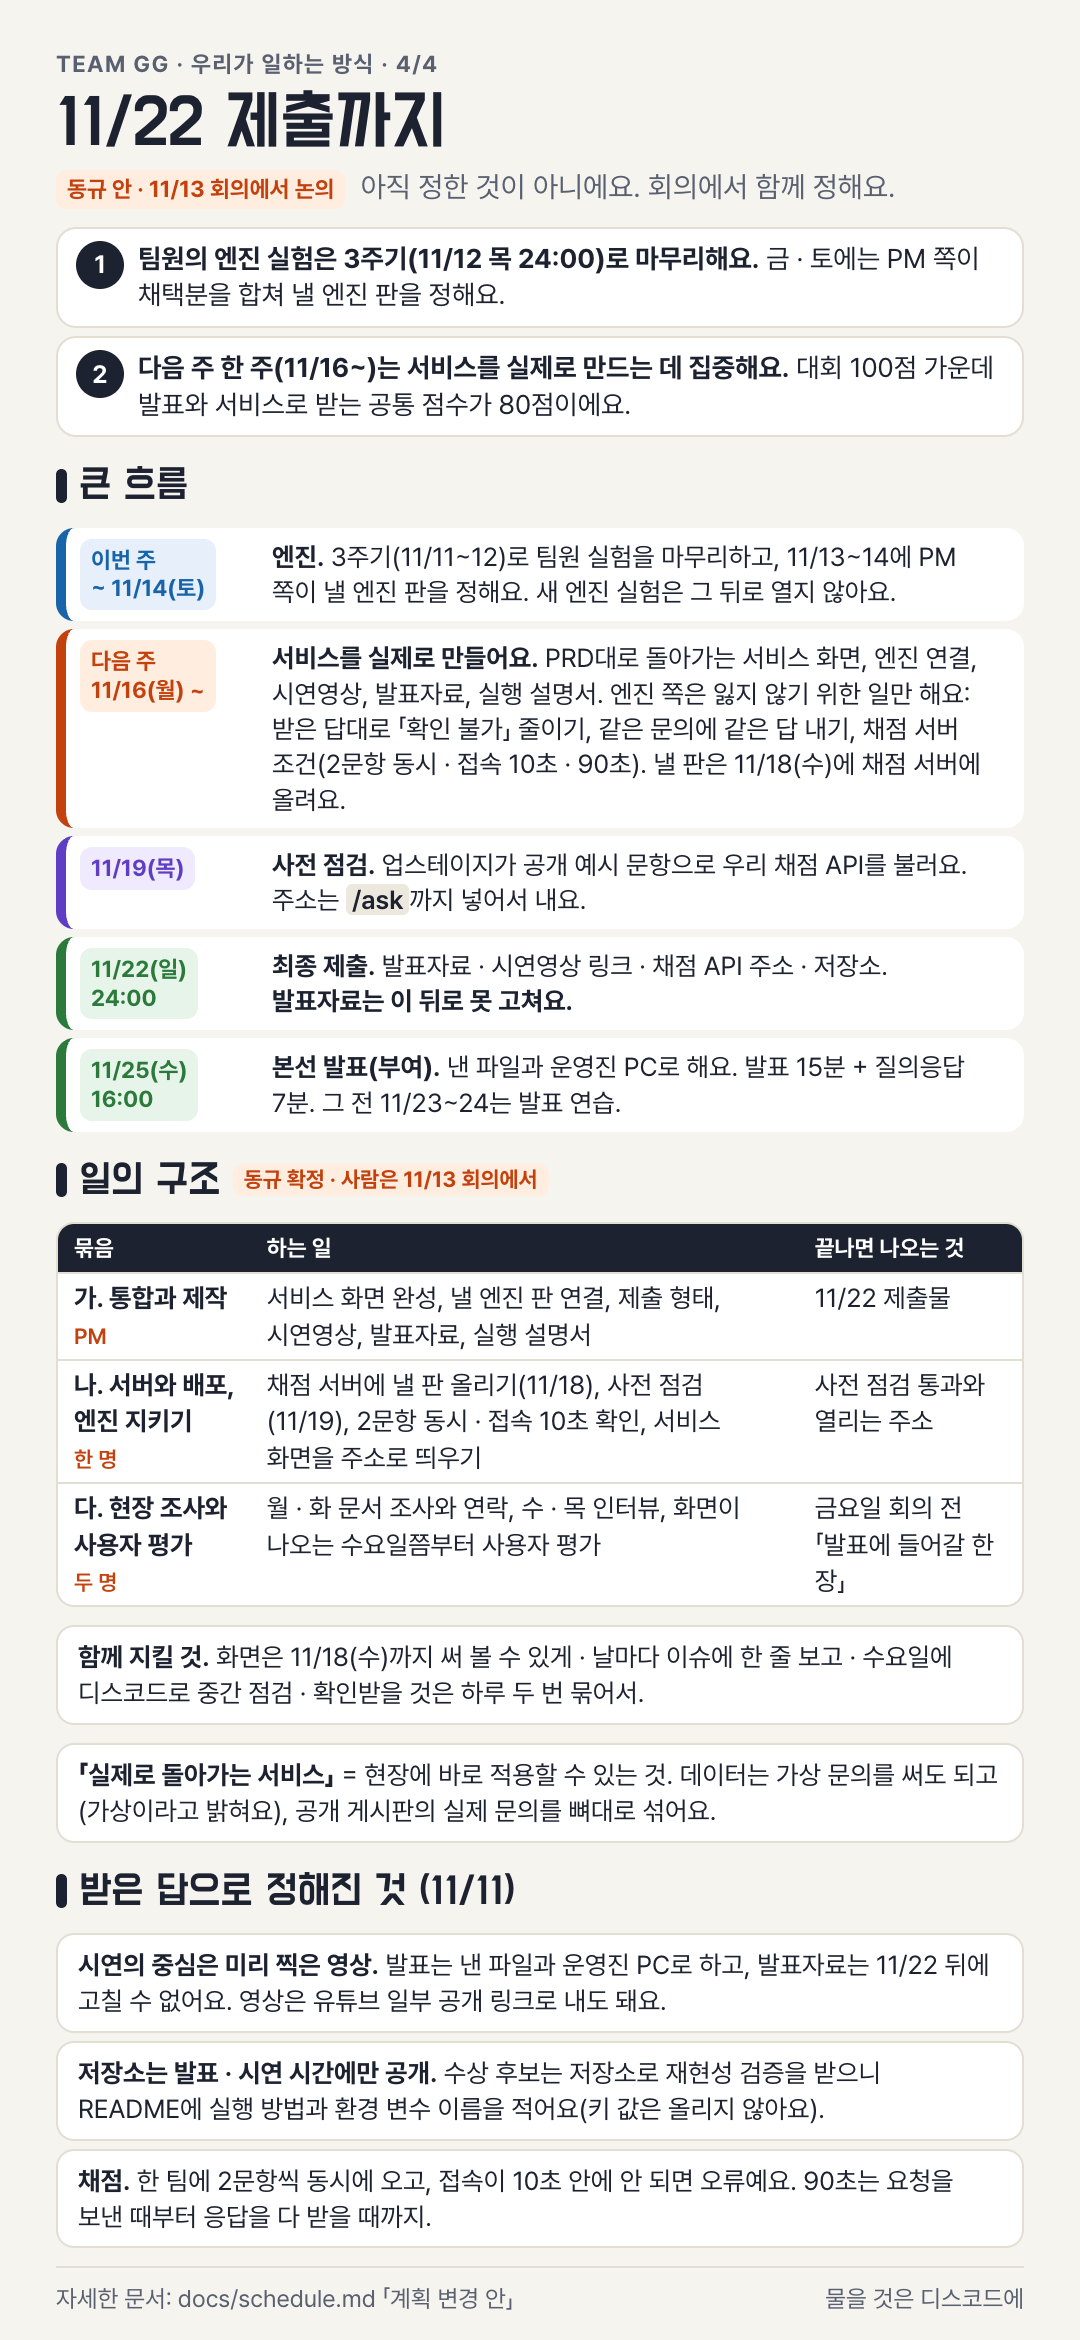 TEAM GG · 우리가 일하는 방식 · 4/4
11/22 제출까지
동규 안 · 11/13 회의에서 논의 아직 정한 것이 아니에요. 회의에서 함께 정해요.
1 팀원의 엔진 실험은 3주기(11/12 목 24:00)로 마무리해요. 금 · 토에는 PM 쪽이
채택분을 합쳐 낼 엔진 판을 정해요.
2 다음 주 한 주(11/16~)는 서비스를 실제로 만드는 데 집중해요. 대회 100점 가운데
발표와 서비스로 받는 공통 점수가 80점이에요.
큰 흐름
이번 주
~ 11/14(토)
엔진. 3주기(11/11~12)로 팀원 실험을 마무리하고, 11/13~14에 PM
쪽이 낼 엔진 판을 정해요. 새 엔진 실험은 그 뒤로 열지 않아요.
다음 주
11/16(월) ~
서비스를 실제로 만들어요. PRD대로 돌아가는 서비스 화면, 엔진 연결,
시연영상, 발표자료, 실행 설명서. 엔진 쪽은 잃지 않기 위한 일만 해요:
받은 답대로 「확인 불가」 줄이기, 같은 문의에 같은 답 내기, 채점 서버
조건(2문항 동시 · 접속 10초 · 90초). 낼 판은 11/18(수)에 채점 서버에
올려요.
11/19(목)
사전 점검. 업스테이지가 공개 예시 문항으로 우리 채점 API를 불러요.
주소는 /ask까지 넣어서 내요.
11/22(일)
24:00
최종 제출. 발표자료 · 시연영상 링크 · 채점 API 주소 · 저장소.
발표자료는 이 뒤로 못 고쳐요.
11/25(수)
16:00
본선 발표(부여). 낸 파일과 운영진 PC로 해요. 발표 15분 + 질의응답
7분. 그 전 11/23~24는 발표 연습.
일의 구조 동규 확정 · 사람은 11/13 회의에서
묶음 하는 일 끝나면 나오는 것
가. 통합과 제작
PM
서비스 화면 완성, 낼 엔진 판 연결, 제출 형태,
시연영상, 발표자료, 실행 설명서
11/22 제출물
나. 서버와 배포,
엔진 지키기
한 명
채점 서버에 낼 판 올리기(11/18), 사전 점검
(11/19), 2문항 동시 · 접속 10초 확인, 서비스
화면을 주소로 띄우기
사전 점검 통과와
열리는 주소
다. 현장 조사와
사용자 평가
두 명
월 · 화 문서 조사와 연락, 수 · 목 인터뷰, 화면이
나오는 수요일쯤부터 사용자 평가
금요일 회의 전
「발표에 들어갈 한
장」
함께 지킬 것. 화면은 11/18(수)까지 써 볼 수 있게 · 날마다 이슈에 한 줄 보고 · 수요일에
디스코드로 중간 점검 · 확인받을 것은 하루 두 번 묶어서.
「실제로 돌아가는 서비스」 = 현장에 바로 적용할 수 있는 것. 데이터는 가상 문의를 써도 되고
(가상이라고 밝혀요), 공개 게시판의 실제 문의를 뼈대로 섞어요.
받은 답으로 정해진 것 (11/11)
시연의 중심은 미리 찍은 영상. 발표는 낸 파일과 운영진 PC로 하고, 발표자료는 11/22 뒤에
고칠 수 없어요. 영상은 유튜브 일부 공개 링크로 내도 돼요.
저장소는 발표 · 시연 시간에만 공개. 수상 후보는 저장소로 재현성 검증을 받으니
README에 실행 방법과 환경 변수 이름을 적어요(키 값은 올리지 않아요).
채점. 한 팀에 2문항씩 동시에 오고, 접속이 10초 안에 안 되면 오류예요. 90초는 요청을
보낸 때부터 응답을 다 받을 때까지.
자세한 문서: docs/schedule.md 「계획 변경 안」 물을 것은 디스코드에